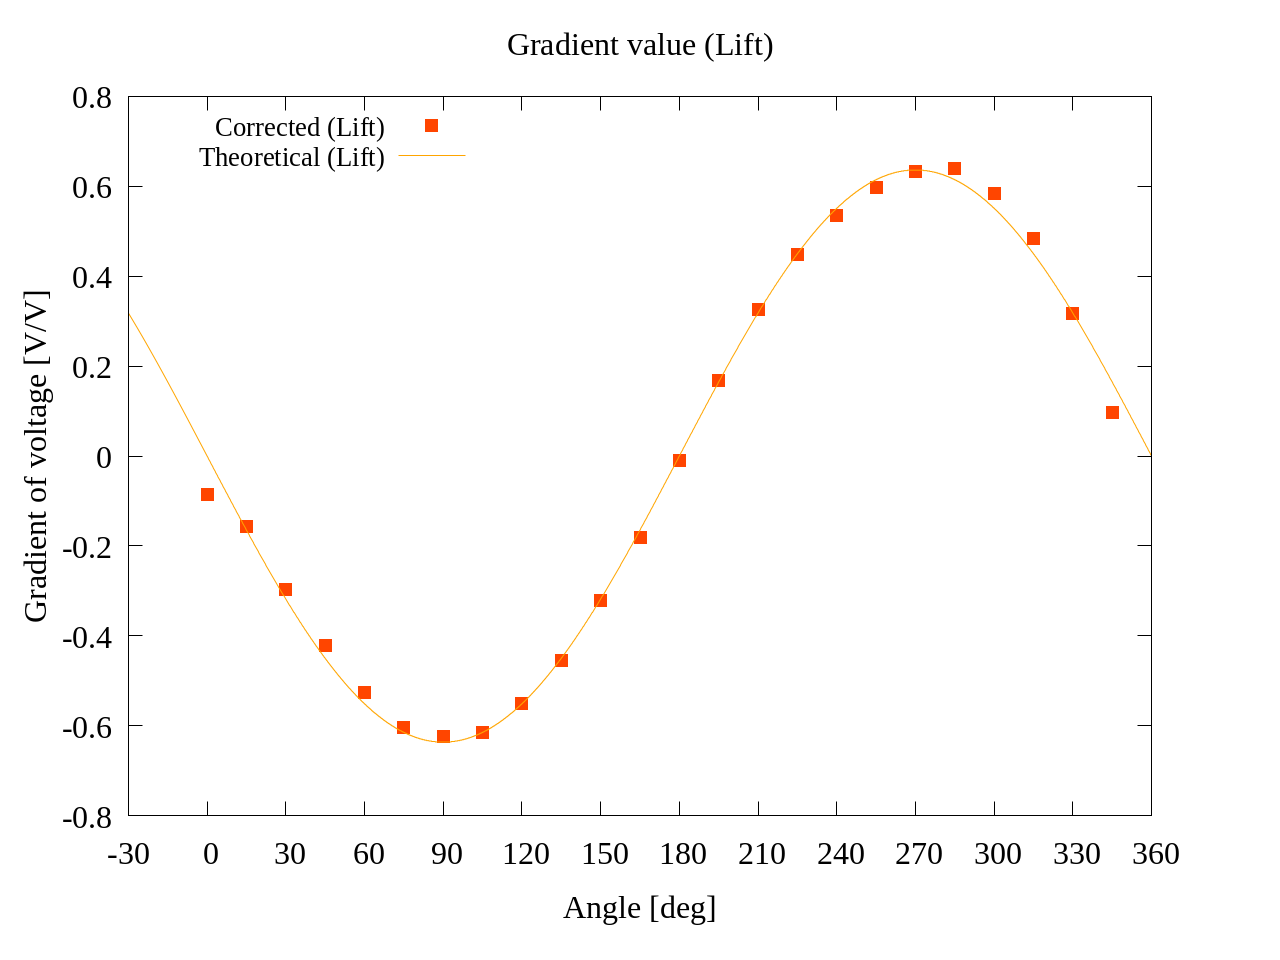 Gradient value (Lift)
0.8
0.6
0.4
0.2
0
-0.2
-0.4
-0.6
-0.8
Corrected (Lift)
Theoretical (Lift)
Gradient of voltage [V/V]
-30 0 30 60 90 120 150 180 210 240 270 300 330 360
Angle [deg]